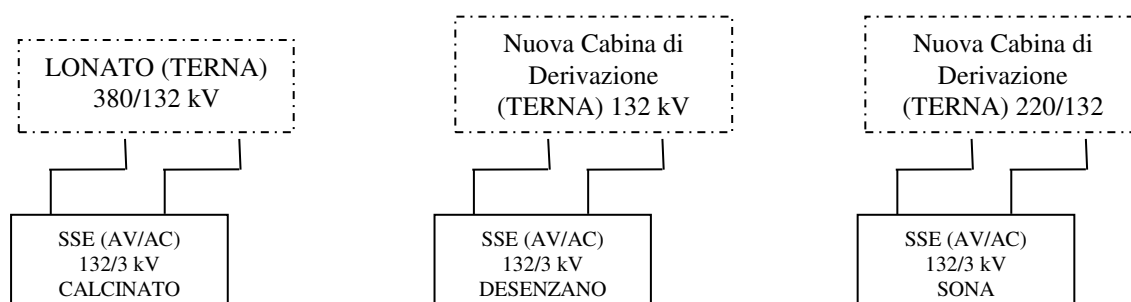 LONATO (TERNA)
380/132 kV
Nuova Cabina di
Derivazione
(TERNA) 132 kV
Nuova Cabina di
Derivazione
(TERNA) 220/132
SSE (AV/AC)
132/3 kV
CALCINATO
SSE (AV/AC)
132/3 kV
DESENZANO
SSE (AV/AC)
132/3 kV
SONA